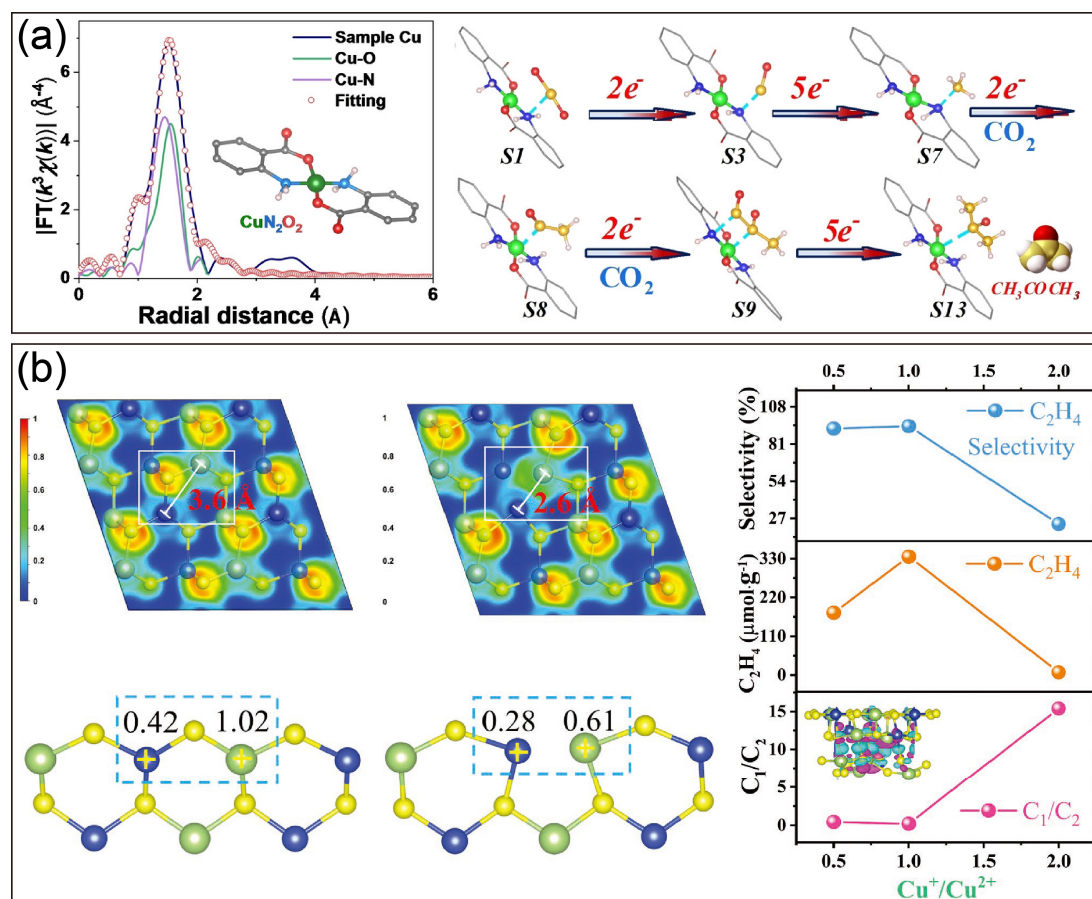 (a)
|FT(k³χ(k))| (Å⁻⁴)
6
4
2
0
Sample Cu
Cu-O
Cu-N
Fitting
CuN₂O₂
0 2 4 6
Radial distance (Å)
2e⁻ 5e⁻ 2e⁻
CO₂
S1 S3 S7
2e⁻ 5e⁻
CO₂
S8 S9 S13 CH₃COCH₃
(b)
1
0.8
0.6
0.4
0.2
0
3.6 Å
1
0.8
0.6
0.4
0.2
0
2.6 Å
0.42 1.02
0.28 0.61
0.5 1.0 1.5 2.0
Selectivity (%)
108
81
54
27
C₂H₄
Selectivity
C₂H₄ (μmol·g⁻¹)
330
220
110
0
C₂H₄
C₁/C₂
15
10
5
0
C₁/C₂
0.5 1.0 1.5 2.0
Cu⁺/Cu²⁺